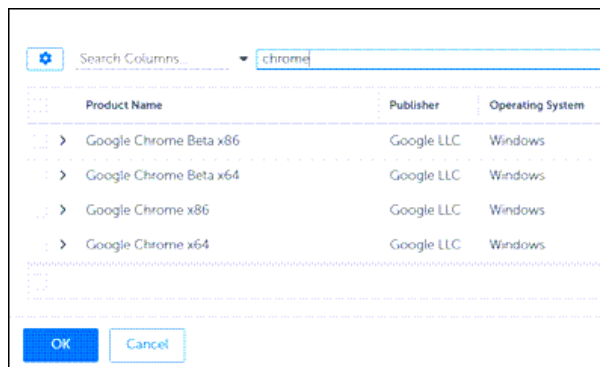 Search Columns... chrome
Product Name Publisher Operating System
Google Chrome Beta x86 Google LLC Windows
Google Chrome Beta x64 Google LLC Windows
Google Chrome x86 Google LLC Windows
Google Chrome x64 Google LLC Windows
OK Cancel